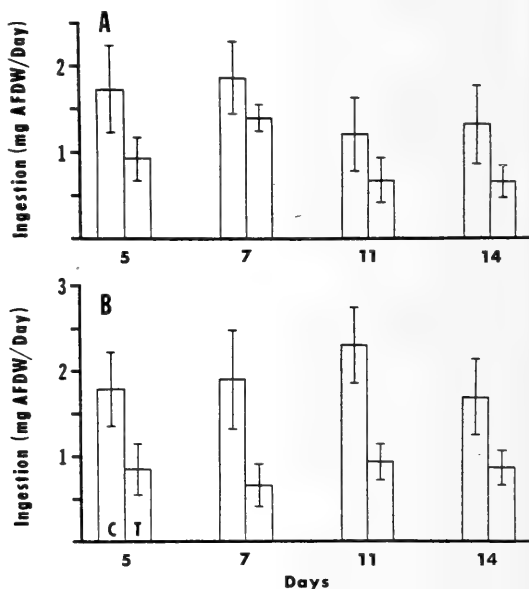 A
Ingestion (mg AFDW/Day)
2
1
5 7 11 14
B
Ingestion (mg AFDW/Day)
3
2
1
C T
5 7 11 14
Days